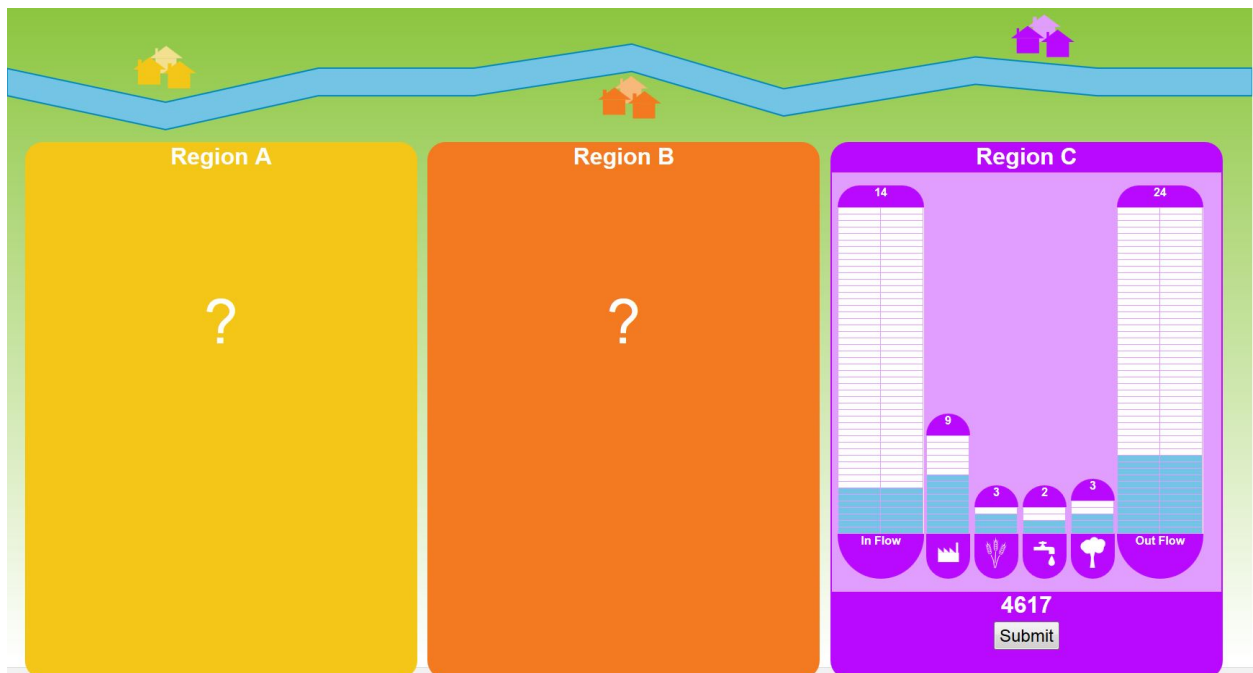 Region A
?
Region B
?
Region C
14
24
9
3
2
3
In Flow
Out Flow
4617
Submit